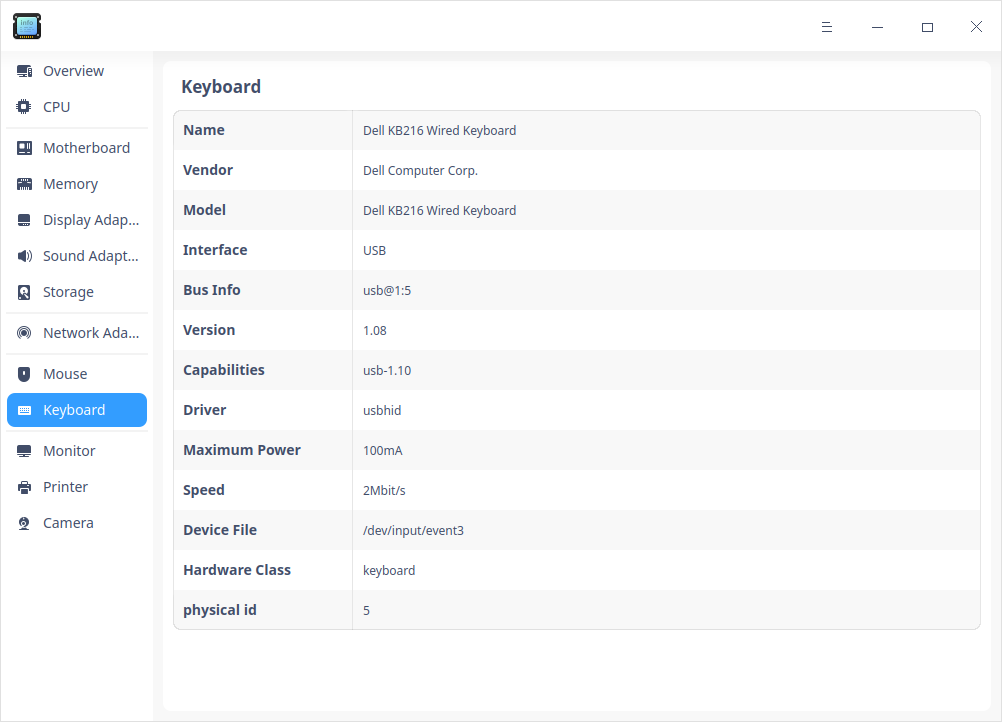 info
Overview
CPU
Motherboard
Memory
Display Adap...
Sound Adapt...
Storage
Network Ada...
Mouse
Keyboard
Monitor
Printer
Camera
Keyboard
Name Dell KB216 Wired Keyboard
Vendor Dell Computer Corp.
Model Dell KB216 Wired Keyboard
Interface USB
Bus Info usb@1:5
Version 1.08
Capabilities usb-1.10
Driver usbhid
Maximum Power 100mA
Speed 2Mbit/s
Device File /dev/input/event3
Hardware Class keyboard
physical id 5